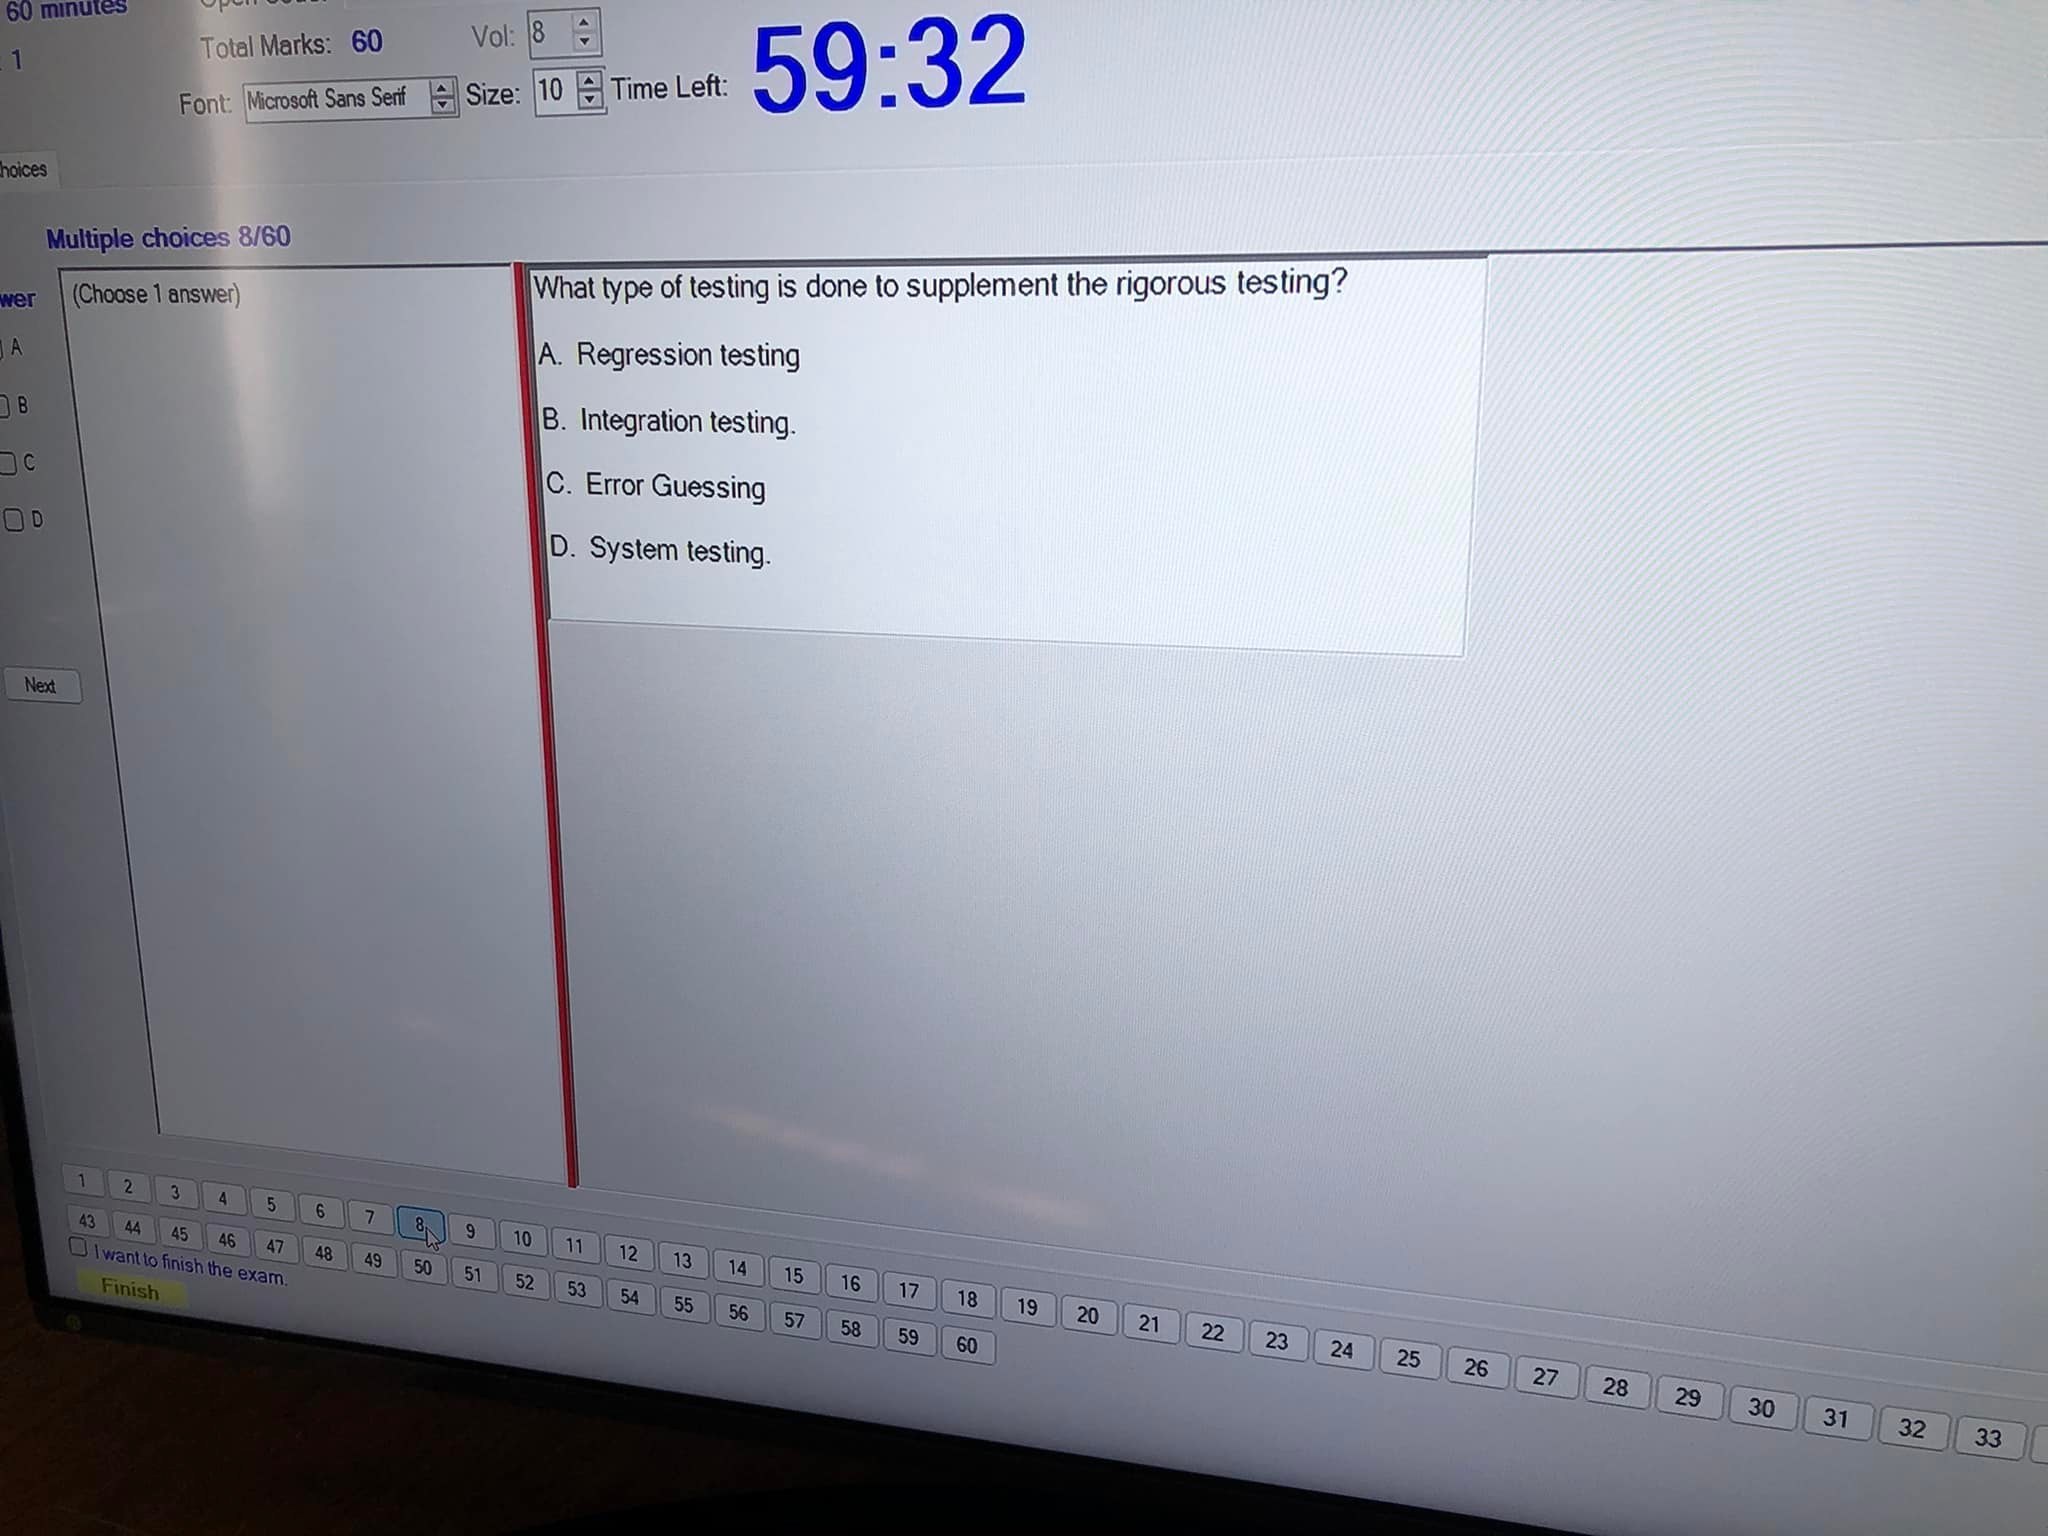 60 minutes
Total Marks: 60
Vol: 8
1
Font: Microsoft Sans Serif
Size: 10
Time Left: 59:32
hoices
Multiple choices 8/60
wer
(Choose 1 answer)
What type of testing is done to supplement the rigorous testing?
A
A. Regression testing
B
B. Integration testing.
C
C. Error Guessing
D
D. System testing.
Next
1 2 3 4 5 6 7 8 9 10 11 12 13 14 15 16 17 18 19 20 21 22 23 24 25 26 27 28 29 30 31 32 33
43 44 45 46 47 48 49 50 51 52 53 54 55 56 57 58 59 60
I want to finish the exam.
Finish